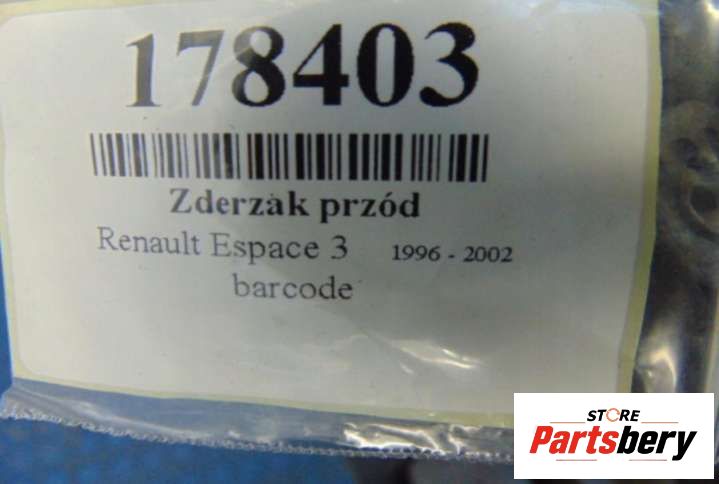 178403
Zderzak przód
Renault Espace 3 1996 - 2002
barcode
STORE
Partsbery